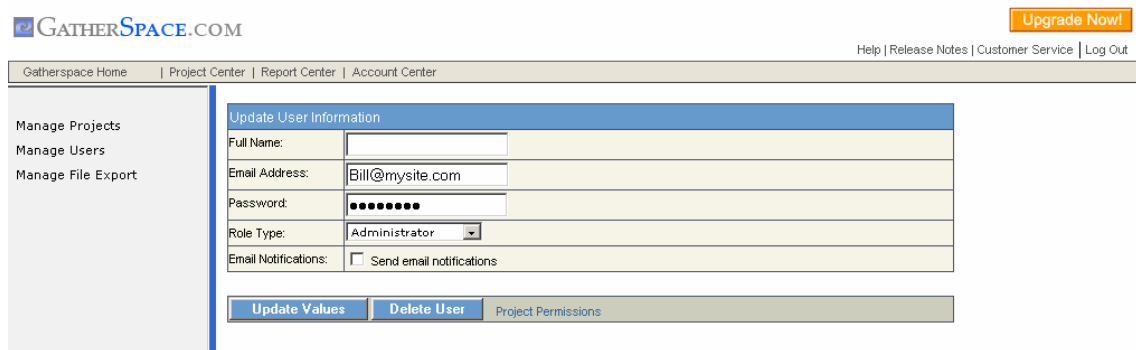 GATHERSPACE.COM
Upgrade Now!
Help | Release Notes | Customer Service | Log Out
Gatherspace Home | Project Center | Report Center | Account Center
Manage Projects
Manage Users
Manage File Export
Update User Information
Full Name:
Email Address: Bill@mysite.com
Password: ●●●●●●●●
Role Type: Administrator
Email Notifications: Send email notifications
Update Values Delete User Project Permissions